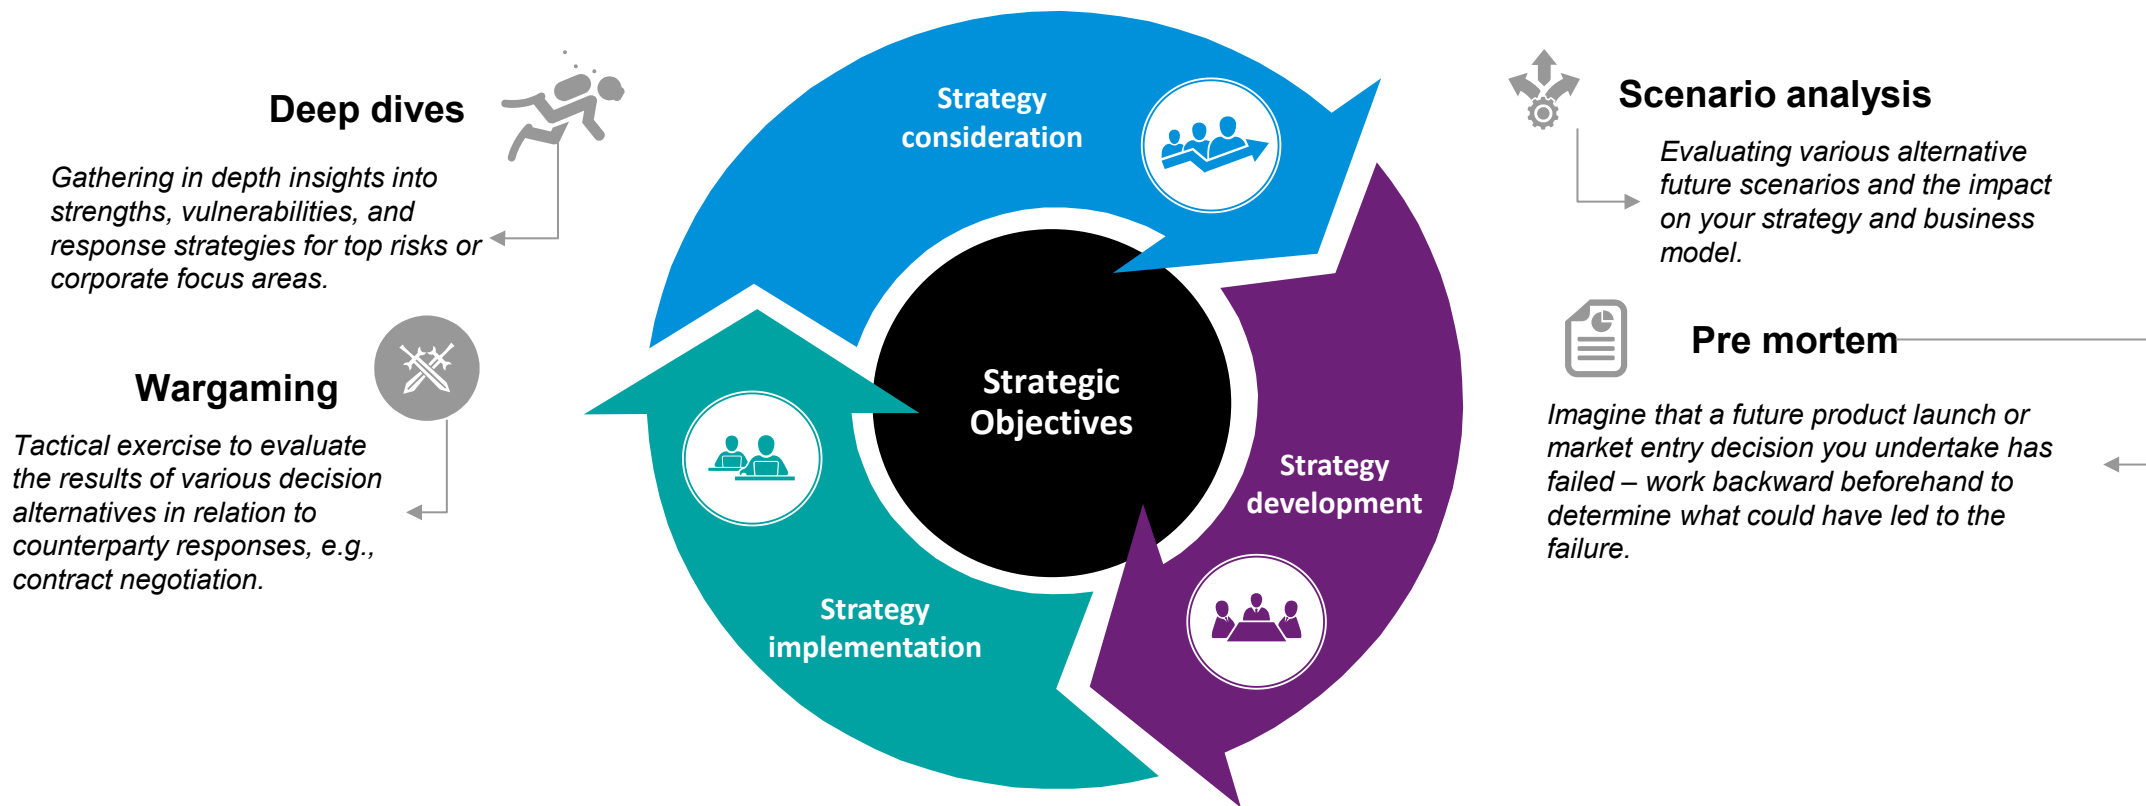 Deep dives
Gathering in depth insights into
strengths, vulnerabilities, and
response strategies for top risks or
corporate focus areas.
Wargaming
Tactical exercise to evaluate
the results of various decision
alternatives in relation to
counterparty responses, e.g.,
contract negotiation.
Strategy
consideration
Strategic
Objectives
Strategy
development
Strategy
implementation
Scenario analysis
Evaluating various alternative
future scenarios and the impact
on your strategy and business
model.
Pre mortem
Imagine that a future product launch or
market entry decision you undertake has
failed – work backward beforehand to
determine what could have led to the
failure.